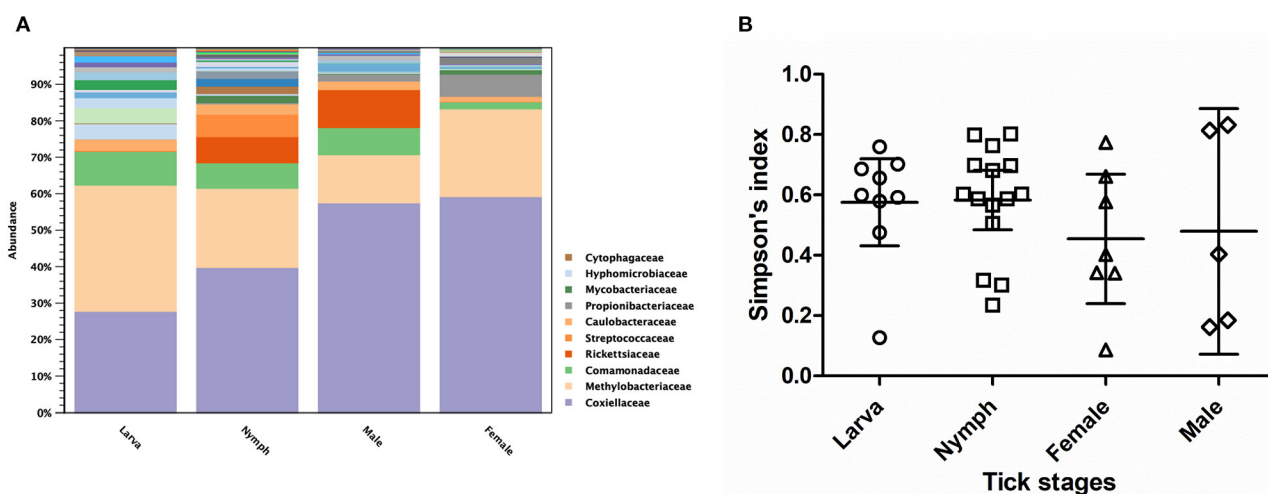 A
Abundance
90%
80%
70%
60%
50%
40%
30%
20%
10%
0%
Larva
Nymph
Male
Female
Cytophagaceae
Hyphomicrobiaceae
Mycobacteriaceae
Propionibacteriaceae
Caulobacteraceae
Streptococcaceae
Rickettsiaceae
Comamonadaceae
Methylobacteriaceae
Coxiellaceae
B
Simpson's index
1.0
0.8
0.6
0.4
0.2
0.0
Larva
Nymph
Female
Male
Tick stages